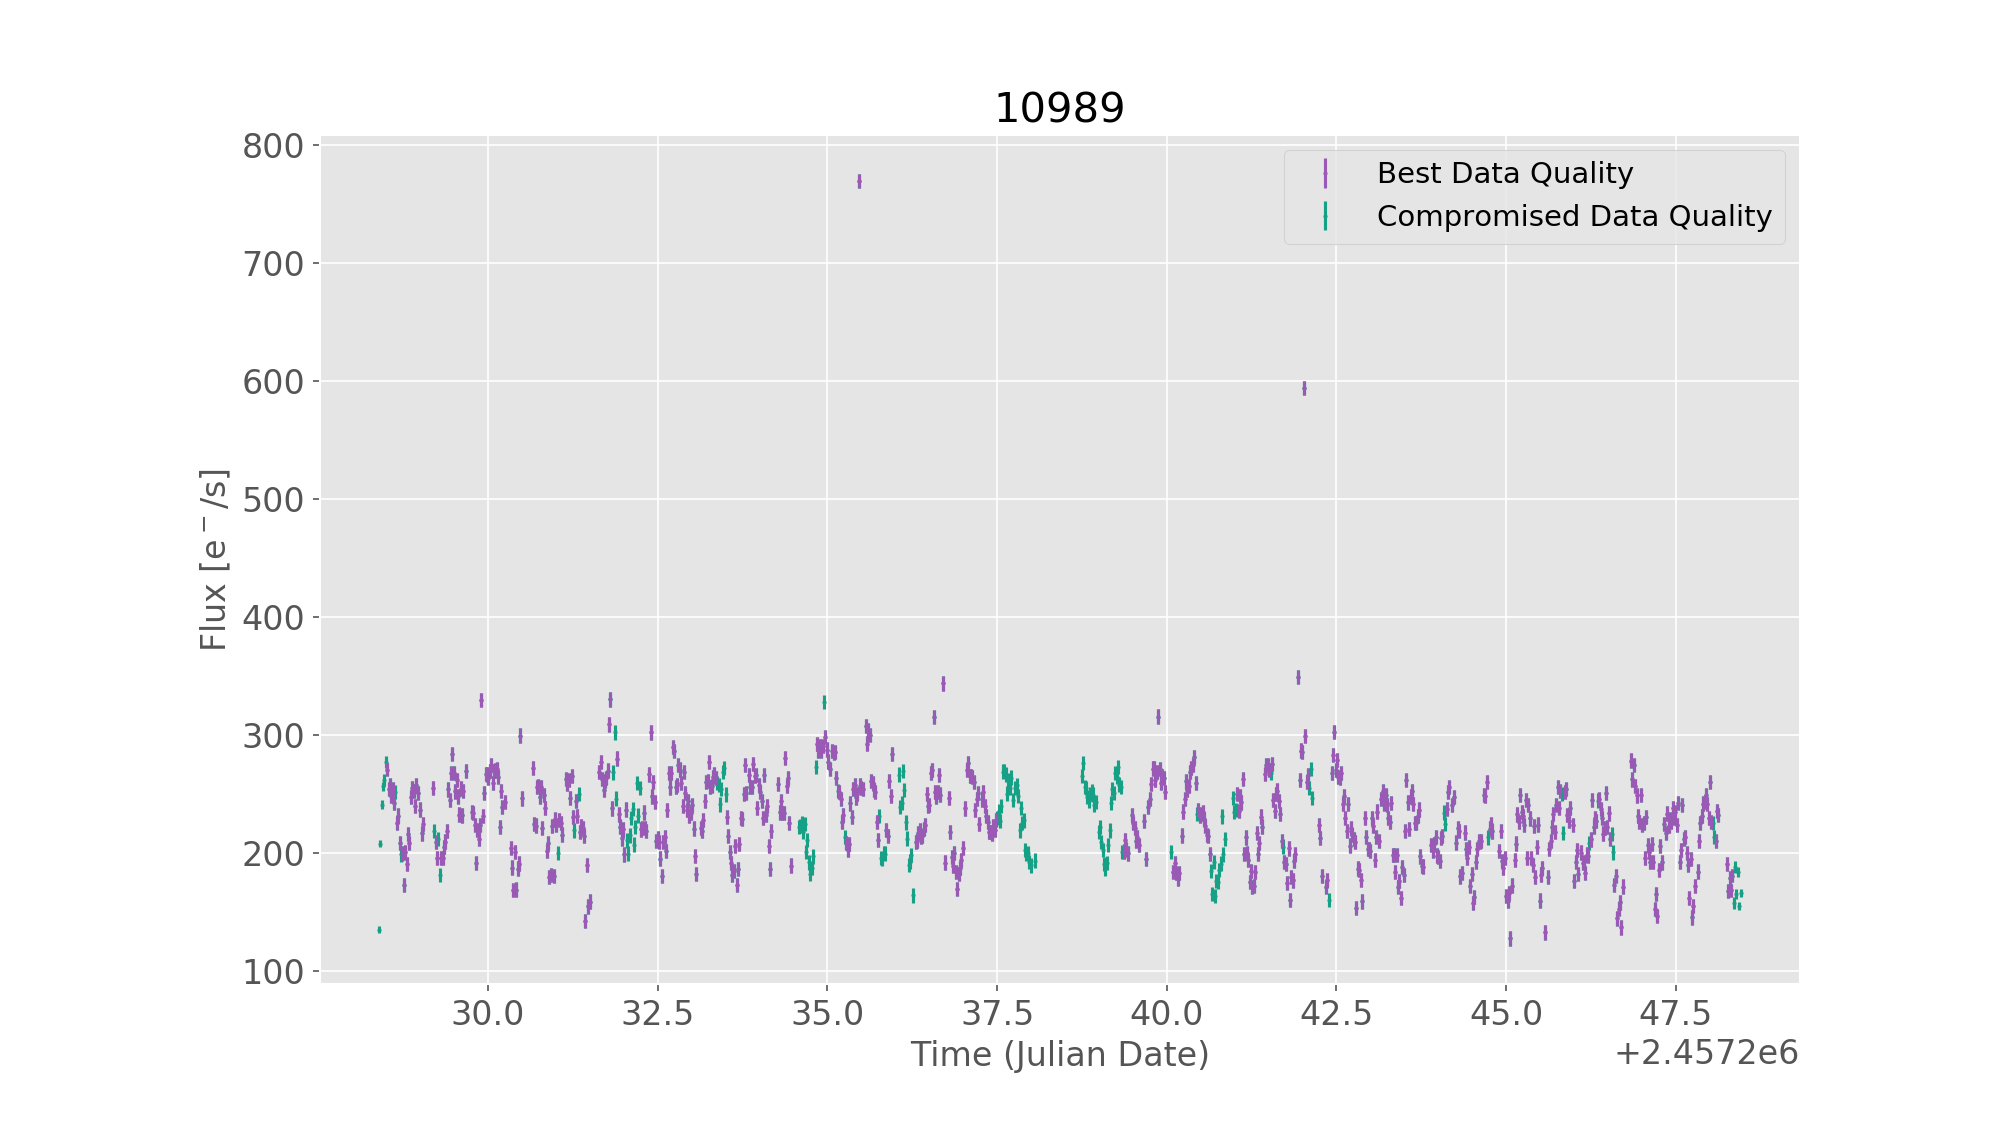 10989
800
700
600
500
400
300
200
100
Flux [e⁻/s]
Best Data Quality
Compromised Data Quality
30.0 32.5 35.0 37.5 40.0 42.5 45.0 47.5
Time (Julian Date)
+2.4572e6